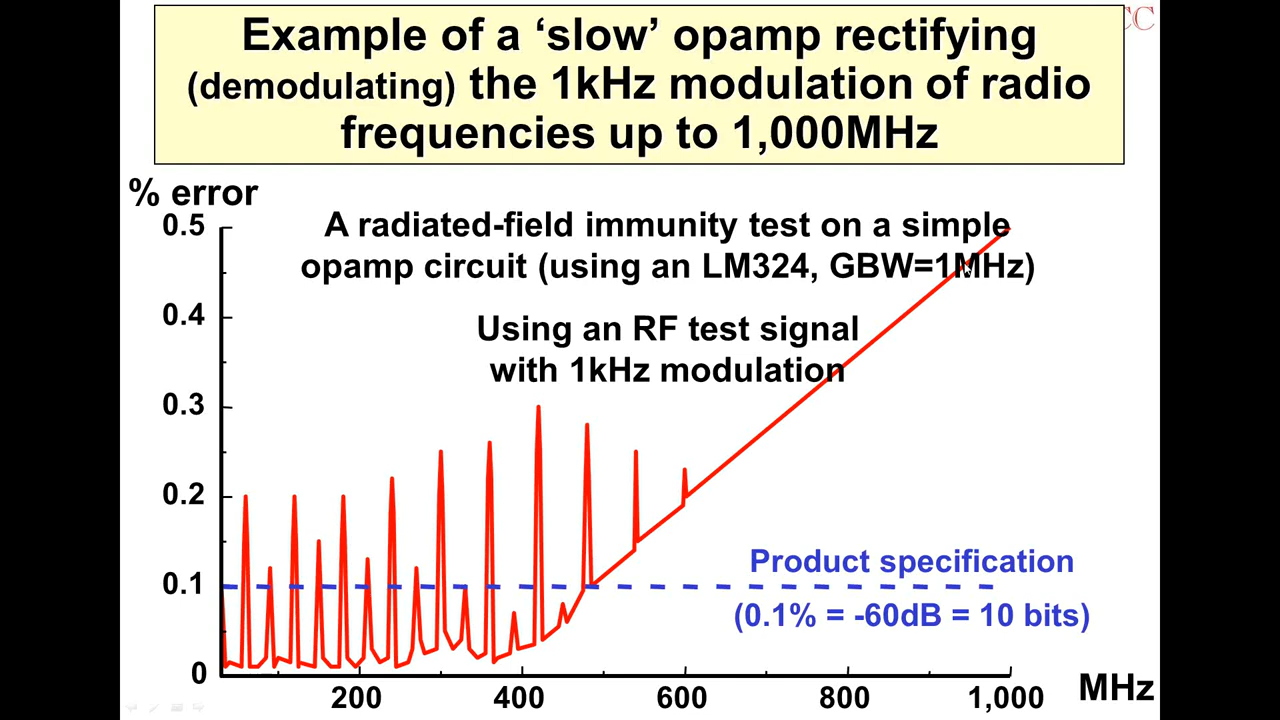 Example of a ‘slow’ opamp rectifying
(demodulating) the 1kHz modulation of radio
frequencies up to 1,000MHz
% error
0.5
A radiated-field immunity test on a simple
opamp circuit (using an LM324, GBW=1MHz)
0.4
Using an RF test signal
with 1kHz modulation
0.3
0.2
Product specification
0.1
(0.1% = -60dB = 10 bits)
0
200 400 600 800 1,000 MHz